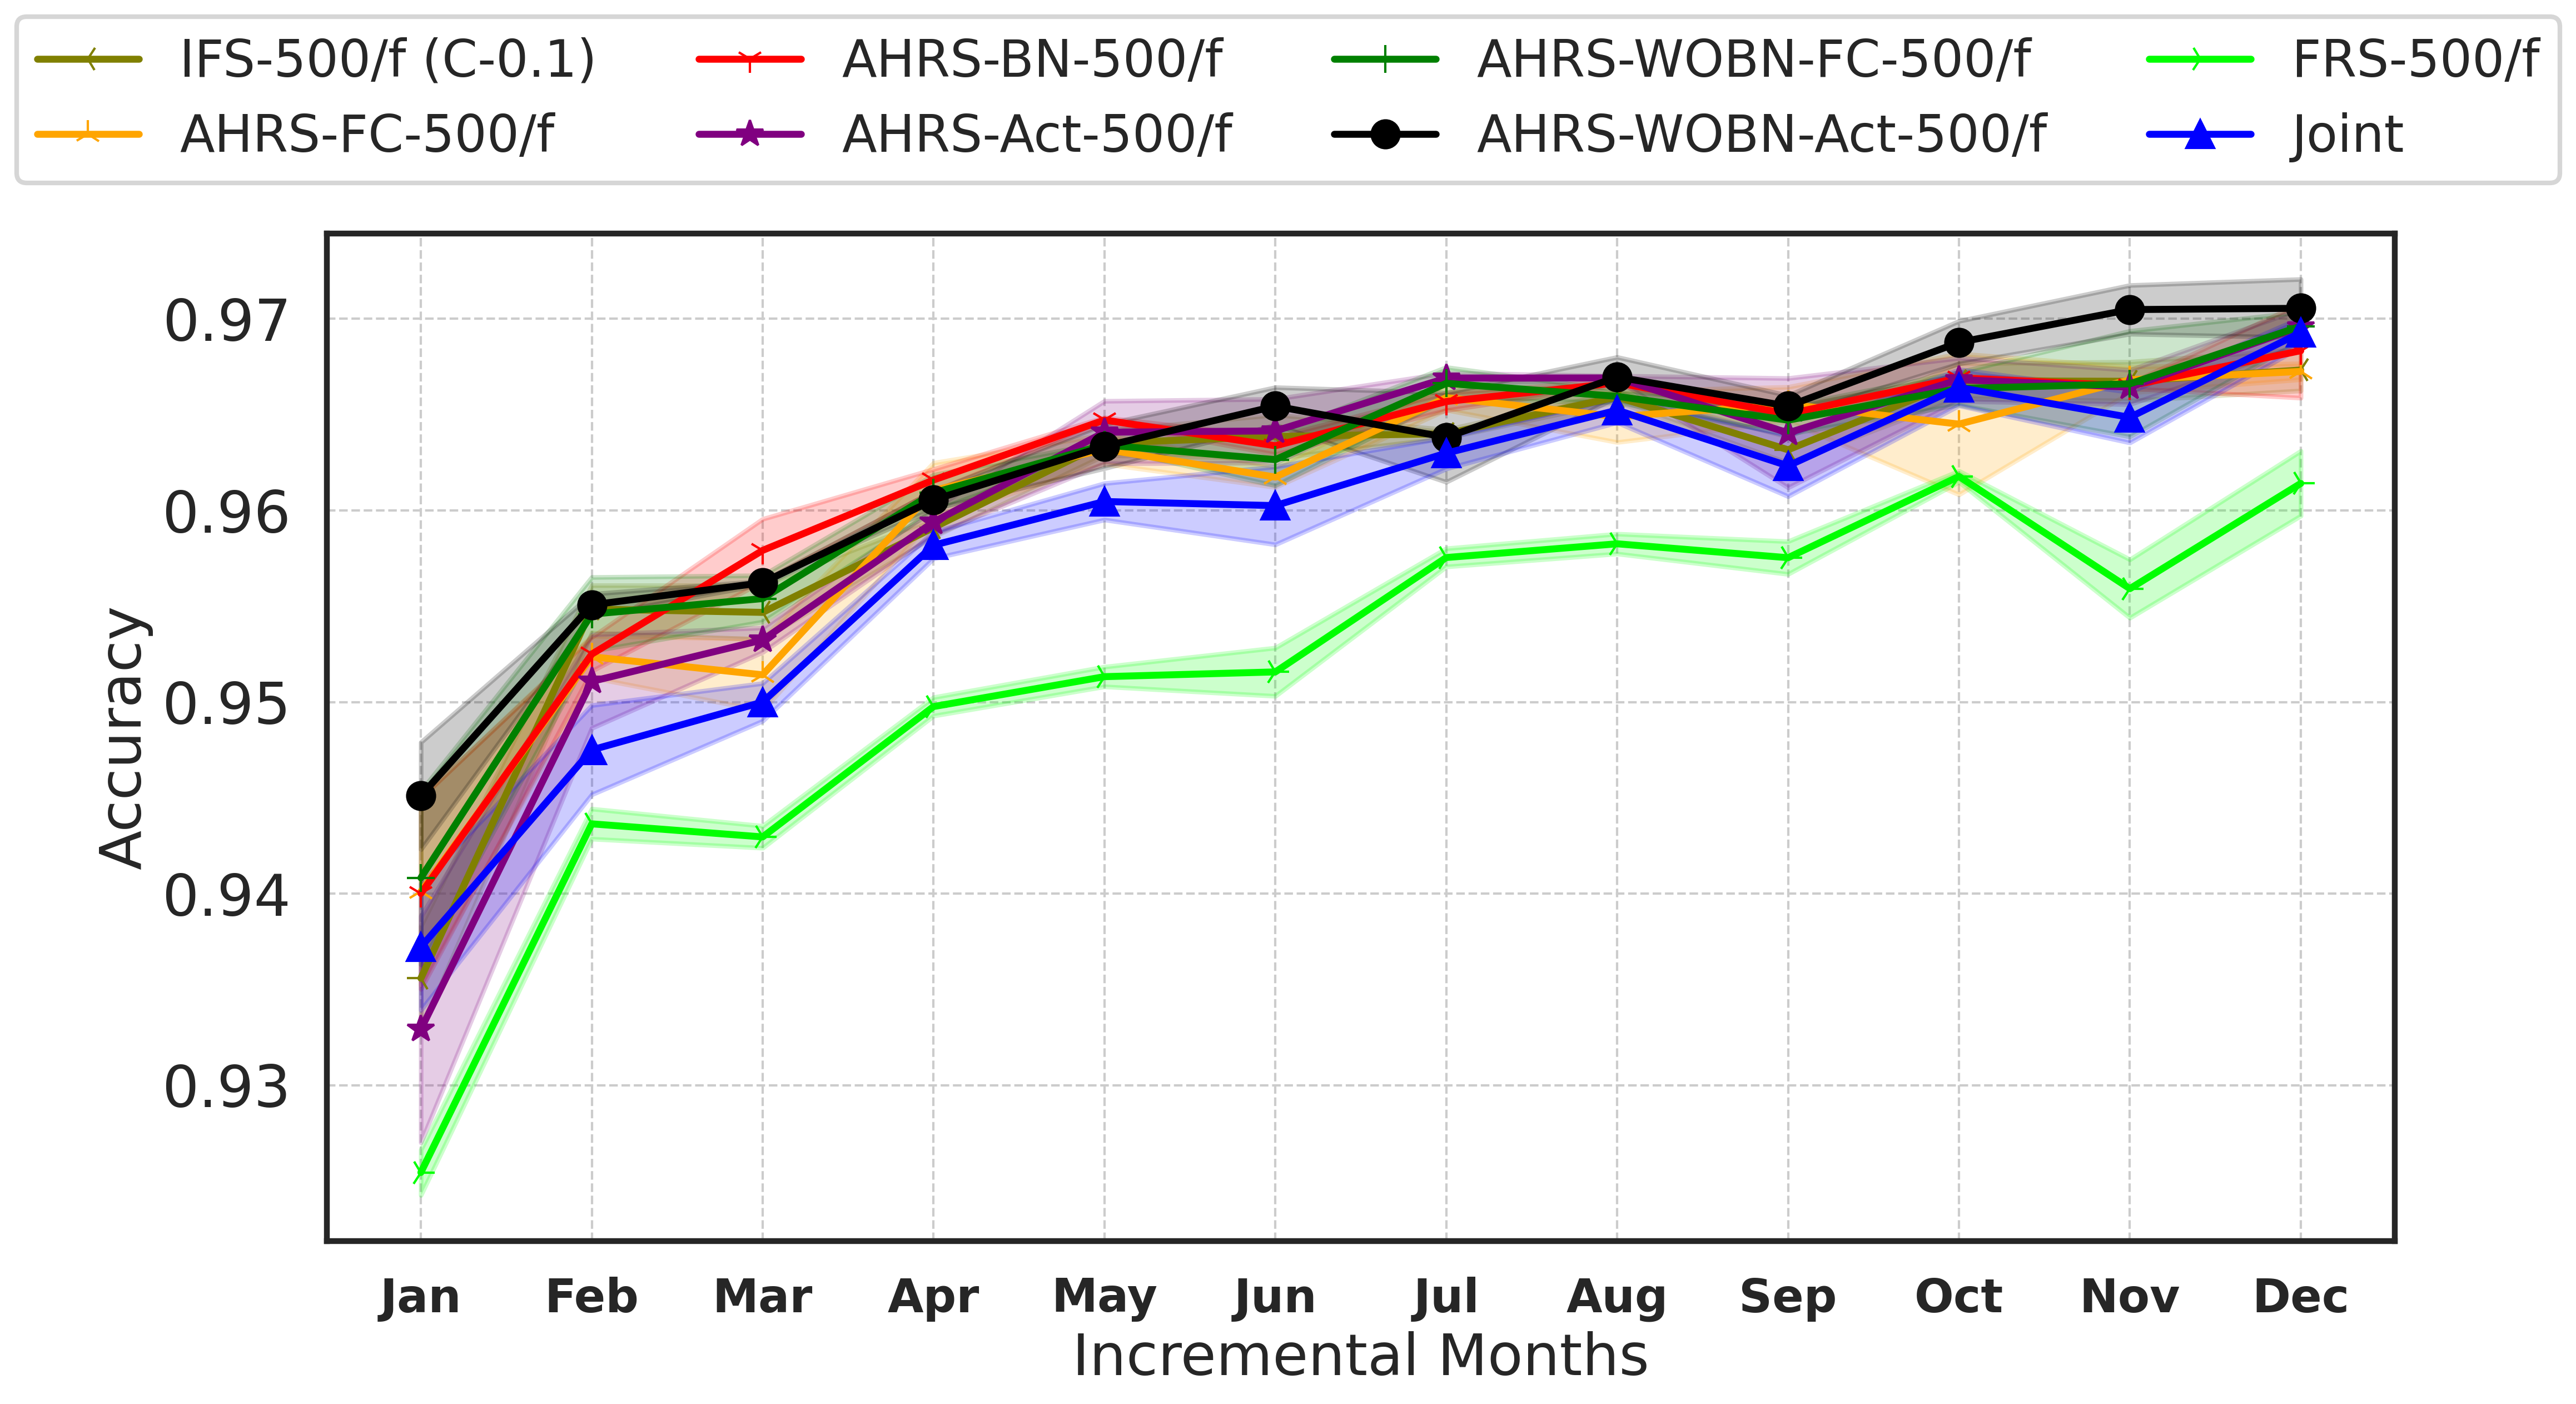 IFS-500/f (C-0.1) AHRS-BN-500/f AHRS-WOBN-FC-500/f FRS-500/f
AHRS-FC-500/f AHRS-Act-500/f AHRS-WOBN-Act-500/f Joint
0.97
0.96
0.95
0.94
0.93
Accuracy
Jan Feb Mar Apr May Jun Jul Aug Sep Oct Nov Dec
Incremental Months